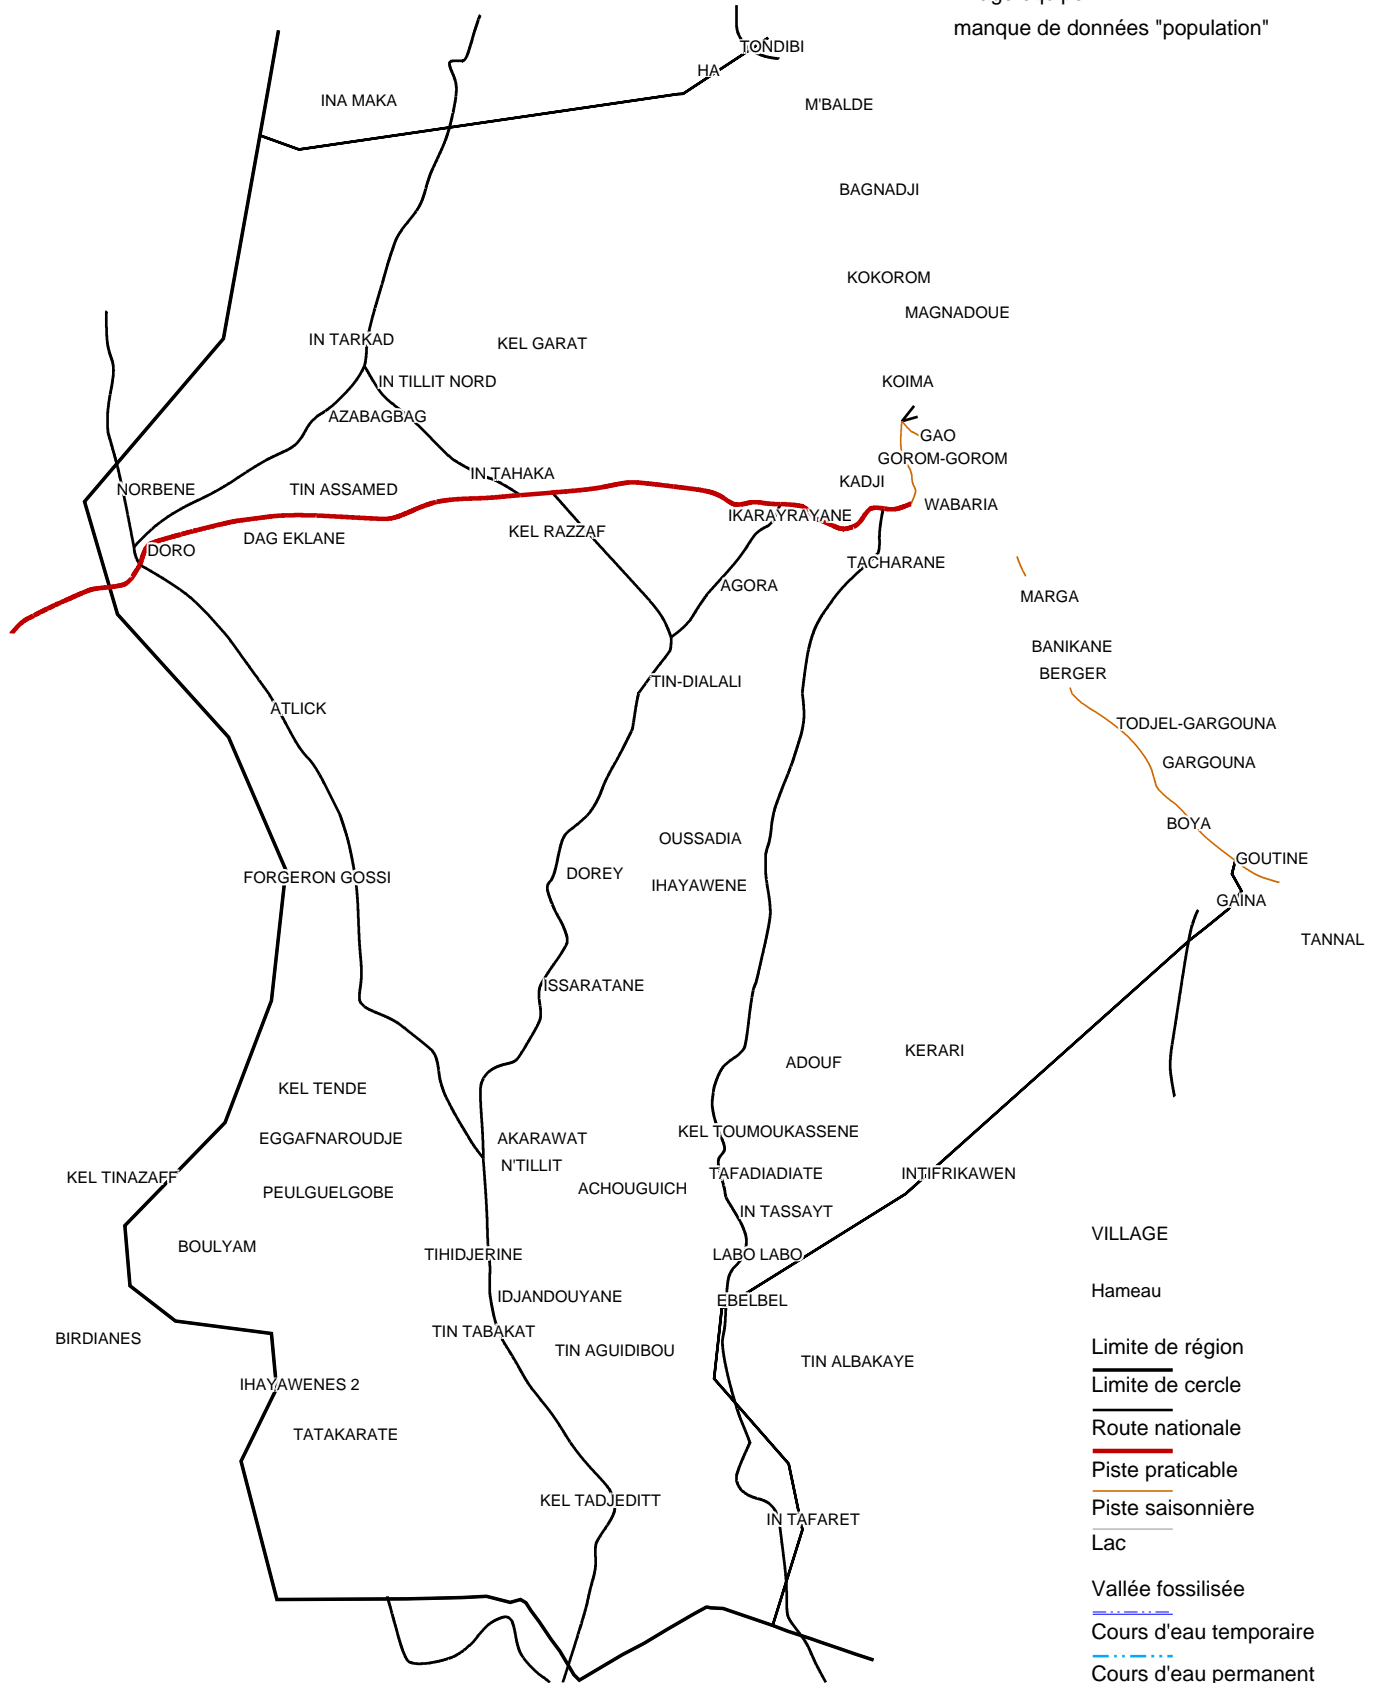 manque de données "population"
TONDIBI
HA
INA MAKA
M'BALDE
BAGNADJI
KOKOROM
MAGNADOUE
IN TARKAD
KEL GARAT
IN TILLIT NORD
KOIMA
AZABAGBAG
GAO
GOROM-GOROM
IN TAHAKA
KADJI
NORBENE
TIN ASSAMED
WABARIA
IKARAYRAYANE
KEL RAZZAF
DAG EKLANE
DORO
TACHARANE
AGORA
MARGA
BANIKANE
BERGER
TIN-DIALALI
ATLICK
TODJEL-GARGOUNA
GARGOUNA
BOYA
OUSSADIA
GOUTINE
DOREY
FORGERON GOSSI
IHAYAWENE
GAINA
TANNAL
ISSARATANE
KERARI
ADOUF
KEL TENDE
KEL TOUMOUKASSENE
EGGAFNAROUDJE
AKARAWAT
N'TILLIT
TAFADIADIATE
INTIFRIKAWEN
KEL TINAZAFF
ACHOUGUICH
PEULGUELGOBE
IN TASSAYT
VILLAGE
BOULYAM
TIHIDJERINE
LABO LABO
Hameau
IDJANDOUYANE
EBELBEL
TIN TABAKAT
BIRDIANES
Limite de région
TIN AGUIDIBOU
TIN ALBAKAYE
IHAYAWENES 2
Limite de cercle
Route nationale
TATAKARATE
Piste praticable
KEL TADJEDITT
Piste saisonnière
IN TAFARET
Lac
Vallée fossilisée
Cours d'eau temporaire
Cours d'eau permanent